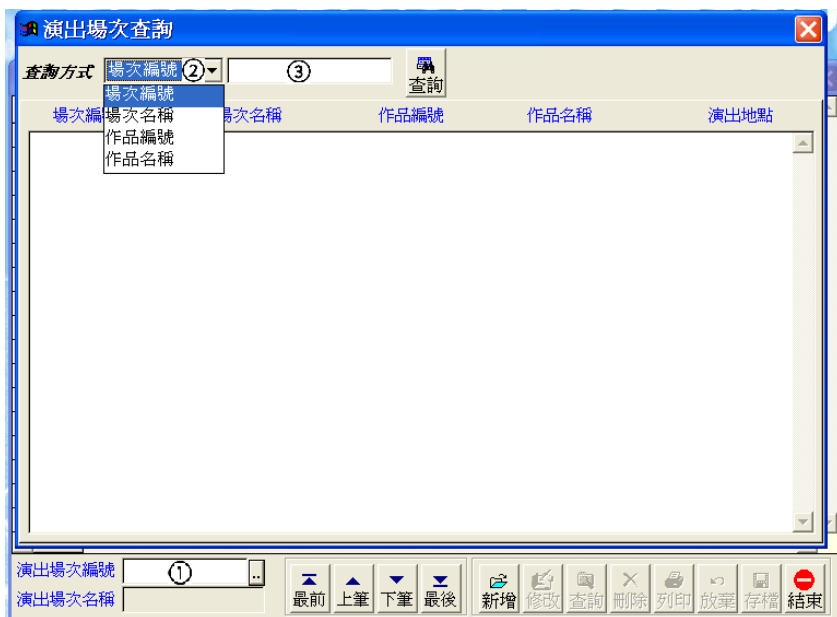 演出場次查詢
查詢方式 場次編號 ② ③ 查詢
場次編 場次名稱 作品編號 作品名稱 演出地點
場次編號
場次名稱
作品編號
作品名稱
演出場次編號 ① ..
演出場次名稱
最前 上筆 下筆 最後 新增 修改 查詢 刪除 列印 放棄 存檔 結束